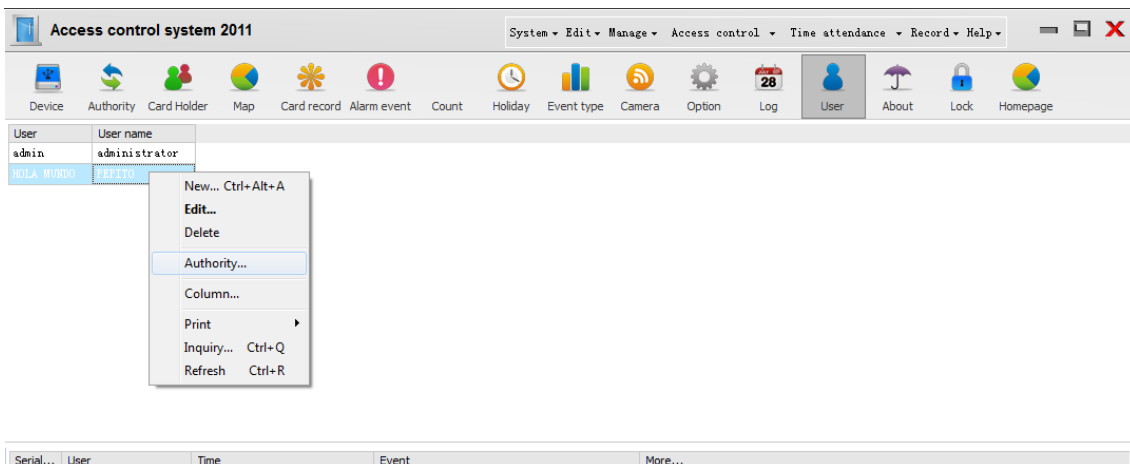 Access control system 2011
System Edit Manage Access control Time attendance Record Help
Device Authority Card Holder Map Card record Alarm event Count Holiday Event type Camera Option Log User About Lock Homepage
JULY 28
User User name
admin administrator
HOLA MUNDO PEPITO
New... Ctrl+Alt+A
Edit...
Delete
Authority...
Column...
Print
Inquiry... Ctrl+Q
Refresh Ctrl+R
Serial... User Time Event More...